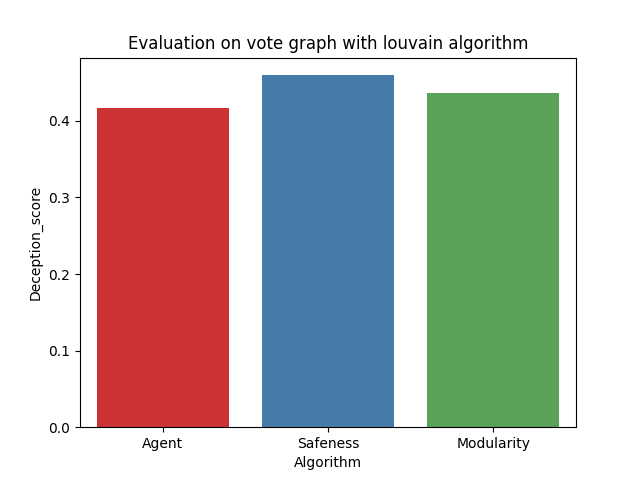 Evaluation on vote graph with louvain algorithm
Deception_score
0.4
0.3
0.2
0.1
0.0
Agent
Safeness
Modularity
Algorithm